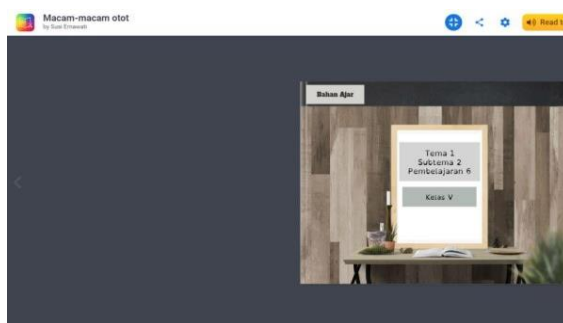 Macam-macam otot
by Susi Ernawati
Read t
Bahan Ajar
Tema 1
Subtema 2
Pembelajaran 6
Kelas V